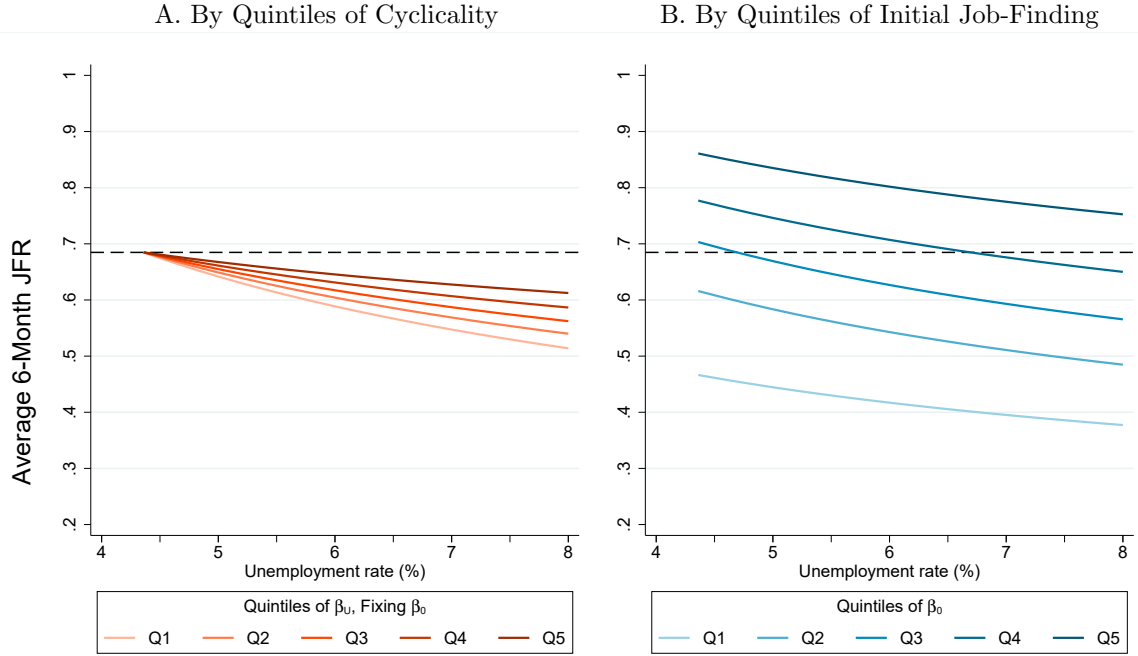 A. By Quintiles of Cyclicality
B. By Quintiles of Initial Job-Finding
Average 6-Month JFR
1
.9
.8
.7
.6
.5
.4
.3
.2
4 5 6 7 8
Unemployment rate (%)
Quintiles of βU, Fixing β0
Q1 Q2 Q3 Q4 Q5
1
.9
.8
.7
.6
.5
.4
.3
.2
4 5 6 7 8
Unemployment rate (%)
Quintiles of β0
Q1 Q2 Q3 Q4 Q5